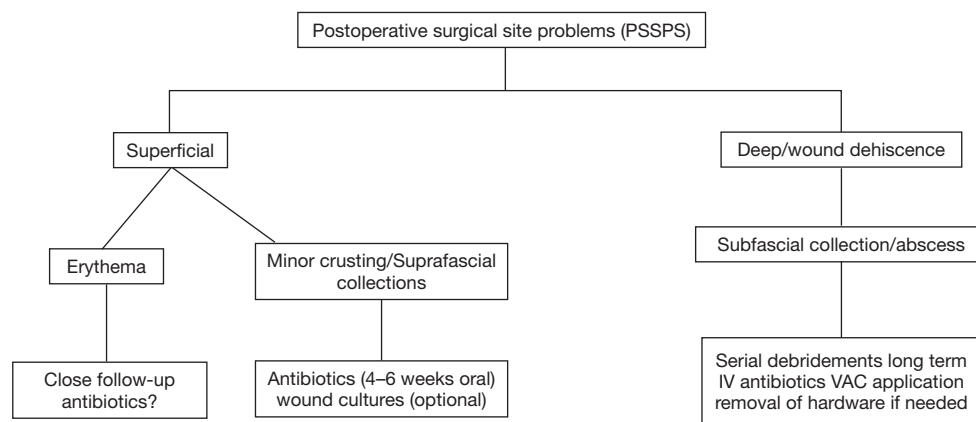 Postoperative surgical site problems (PSSPS)
Superficial
Deep/wound dehiscence
Erythema
Minor crusting/Suprafascial
collections
Subfascial collection/abscess
Close follow-up
antibiotics?
Antibiotics (4–6 weeks oral)
wound cultures (optional)
Serial debridements long term
IV antibiotics VAC application
removal of hardware if needed